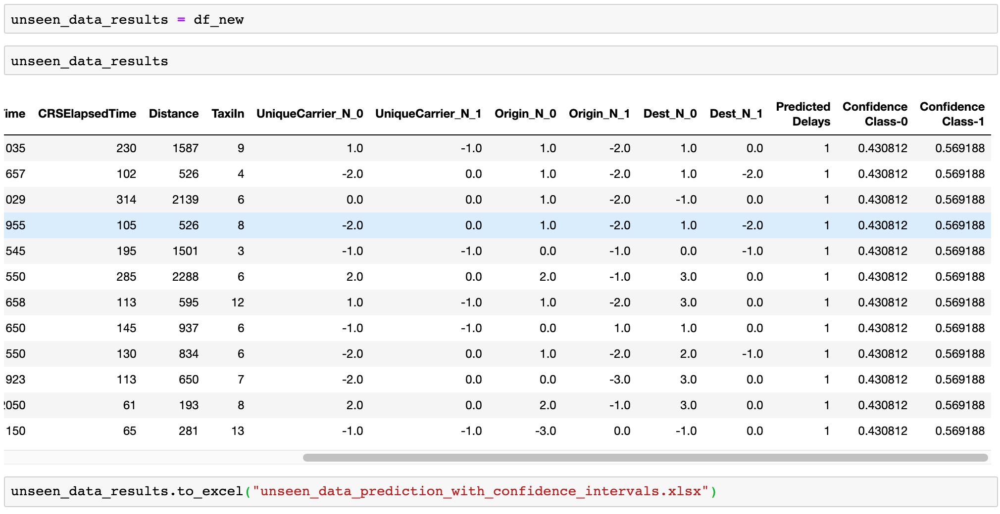 unseen_data_results = df_new
unseen_data_results
Time CRSElapsedTime Distance TaxiIn UniqueCarrier_N_0 UniqueCarrier_N_1 Origin_N_0 Origin_N_1 Dest_N_0 Dest_N_1 Predicted Delays Confidence Class-0 Confidence Class-1
035 230 1587 9 1.0 -1.0 1.0 -2.0 1.0 0.0 1 0.430812 0.569188
657 102 526 4 -2.0 0.0 1.0 -2.0 1.0 -2.0 1 0.430812 0.569188
029 314 2139 6 0.0 0.0 1.0 -2.0 -1.0 0.0 1 0.430812 0.569188
955 105 526 8 -2.0 0.0 1.0 -2.0 1.0 -2.0 1 0.430812 0.569188
545 195 1501 3 -1.0 -1.0 0.0 -1.0 0.0 -1.0 1 0.430812 0.569188
550 285 2288 6 2.0 0.0 2.0 -1.0 3.0 0.0 1 0.430812 0.569188
658 113 595 12 1.0 -1.0 1.0 -2.0 3.0 0.0 1 0.430812 0.569188
650 145 937 6 -1.0 -1.0 0.0 1.0 1.0 0.0 1 0.430812 0.569188
550 130 834 6 -2.0 0.0 1.0 -2.0 2.0 -1.0 1 0.430812 0.569188
923 113 650 7 -2.0 0.0 0.0 -3.0 3.0 0.0 1 0.430812 0.569188
2050 61 193 8 2.0 0.0 2.0 -1.0 3.0 0.0 1 0.430812 0.569188
150 65 281 13 -1.0 -1.0 -3.0 0.0 -1.0 0.0 1 0.430812 0.569188
unseen_data_results.to_excel("unseen_data_prediction_with_confidence_intervals.xlsx")